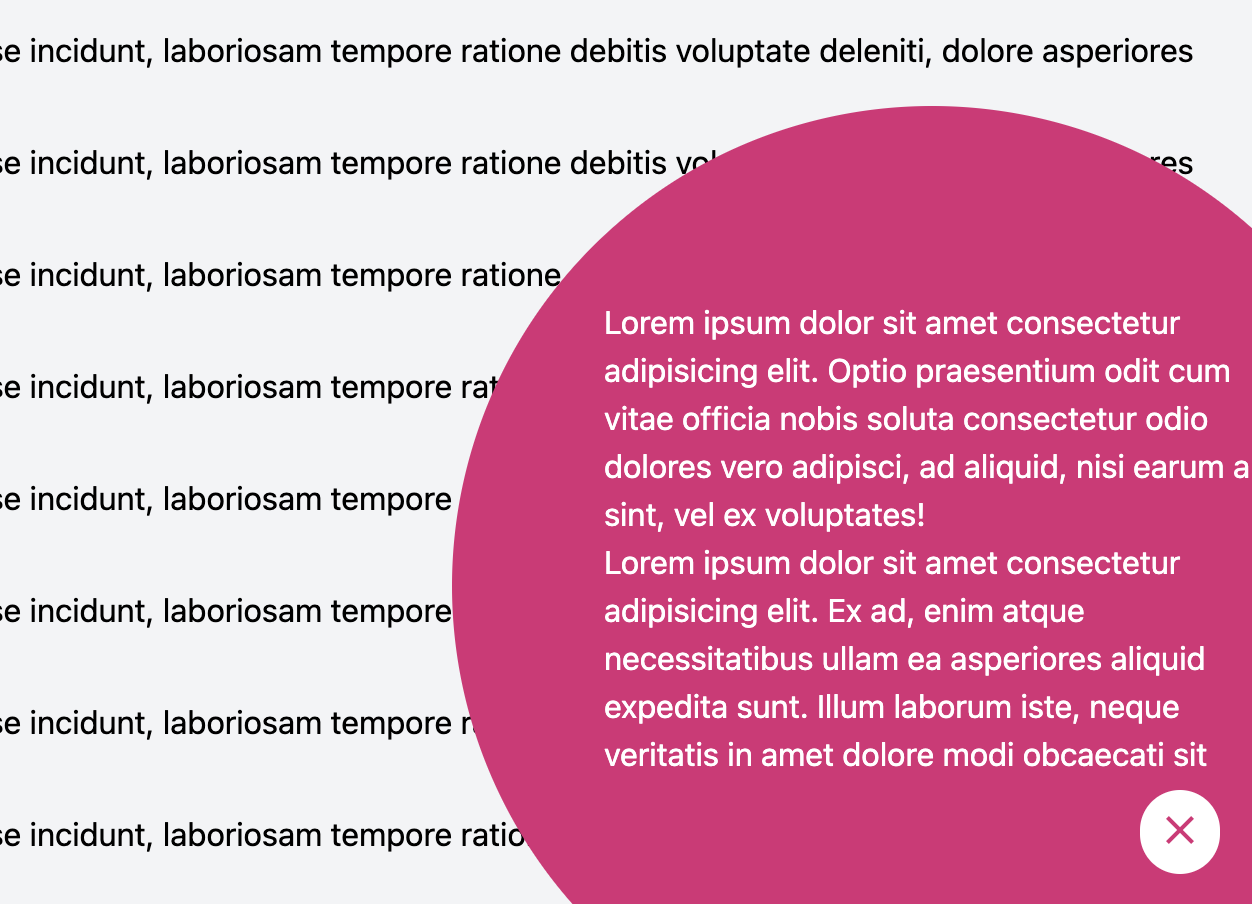 se incidunt, laboriosam tempore ratione debitis voluptate deleniti, dolore asperiores
se incidunt, laboriosam tempore ratione debitis
se incidunt, laboriosam tempore ratione
Lorem ipsum dolor sit amet consectetur
adipisicing elit. Optio praesentium odit cum
se incidunt, laboriosam tempore
vitae officia nobis soluta consectetur odio
dolores vero adipisci, ad aliquid, nisi earum a
se incidunt, laboriosam tempore
sint, vel ex voluptates!
Lorem ipsum dolor sit amet consectetur
se incidunt, laboriosam tempore
adipisicing elit. Ex ad, enim atque
necessitatibus ullam ea asperiores aliquid
se incidunt, laboriosam tempore
expedita sunt. Illum laborum iste, neque
veritatis in amet dolore modi obcaecati sit
se incidunt, laboriosam tempore